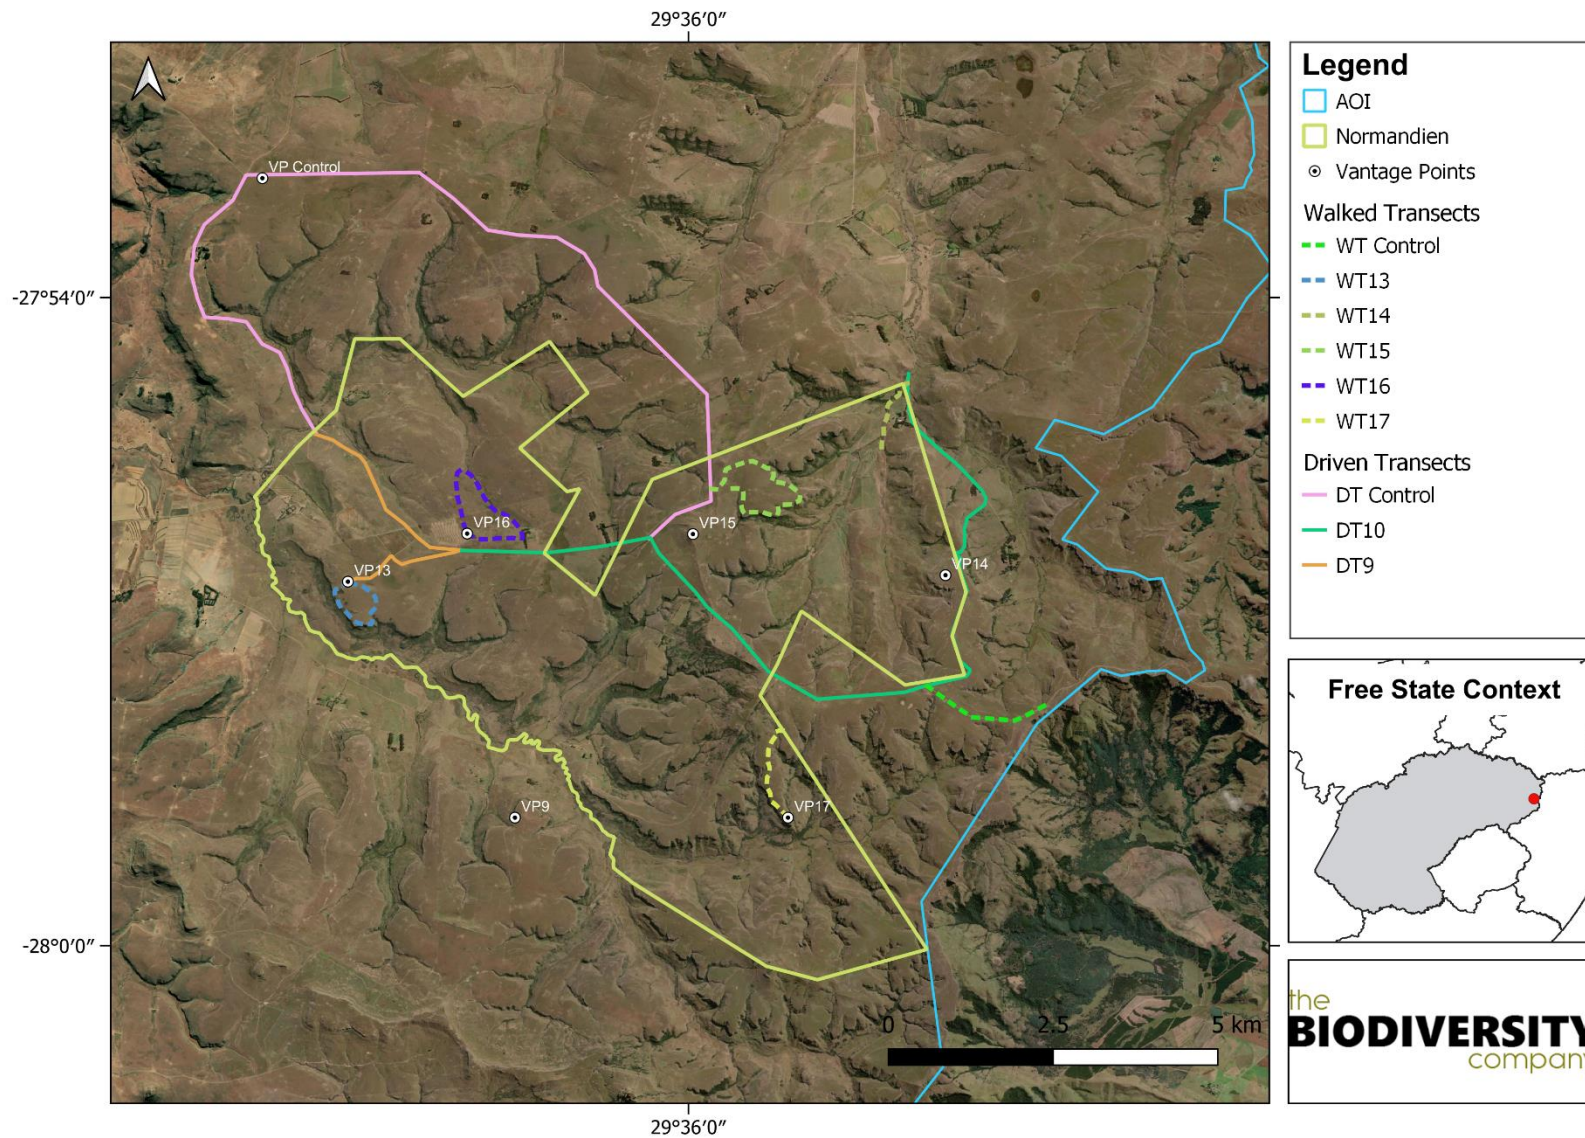 29°36′0″
Legend
AOI
Normandien
Vantage Points
Walked Transects
WT Control
WT13
WT14
WT15
WT16
WT17
Driven Transects
DT Control
DT10
DT9
VP Control
-27°54′0″
VP16
VP15
VP13
VP14
VP9
VP17
-28°0′0″
0 2.5 5 km
29°36′0″
Free State Context
the
BIODIVERSITY
company